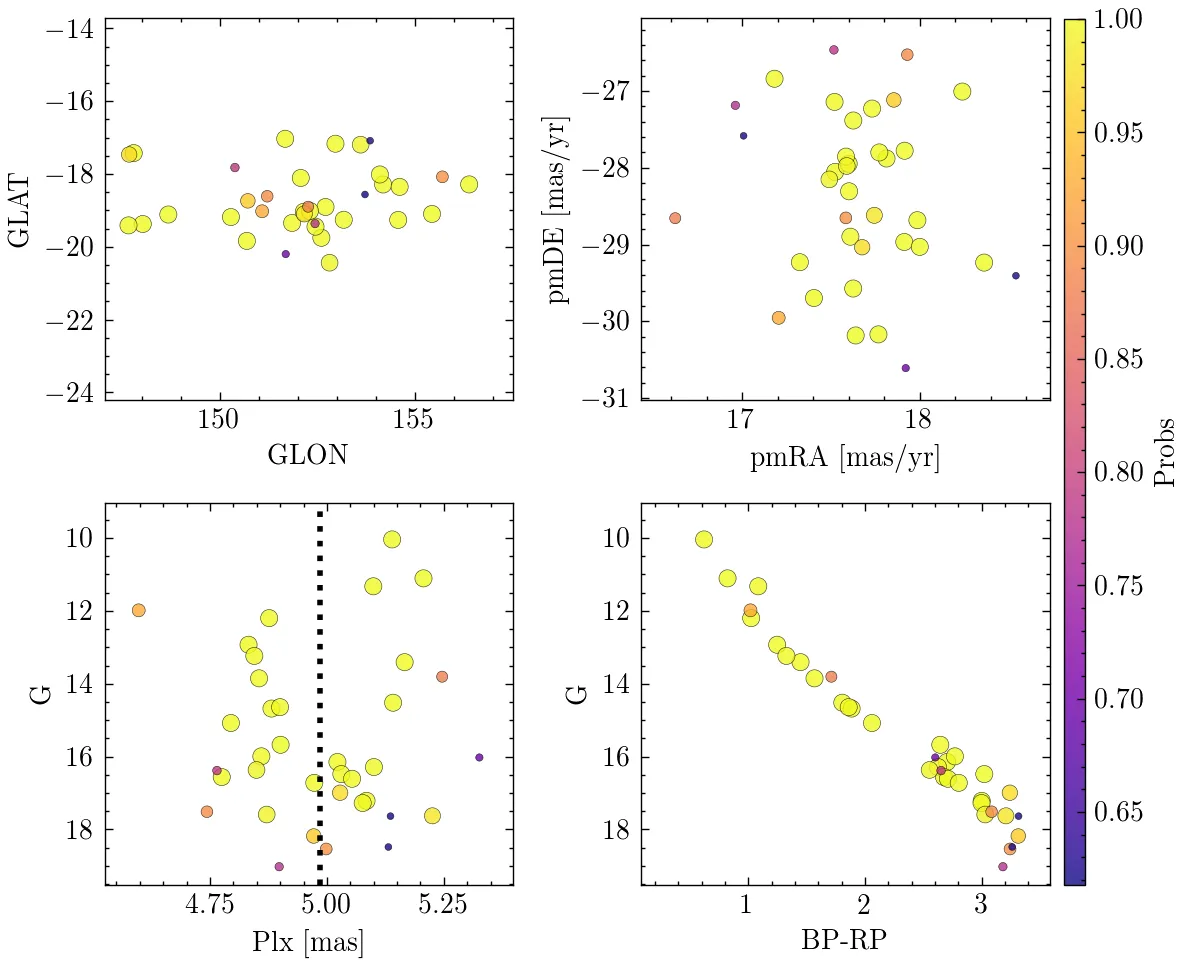 −14
−16
−18
−20
−22
−24
GLAT
150 155
GLON
−27
−28
−29
−30
−31
pmDE [mas/yr]
17 18
pmRA [mas/yr]
10
12
14
16
18
G
4.75 5.00 5.25
Plx [mas]
10
12
14
16
18
G
1 2 3
BP-RP
1.00
0.95
0.90
0.85
0.80
0.75
0.70
0.65
Probs